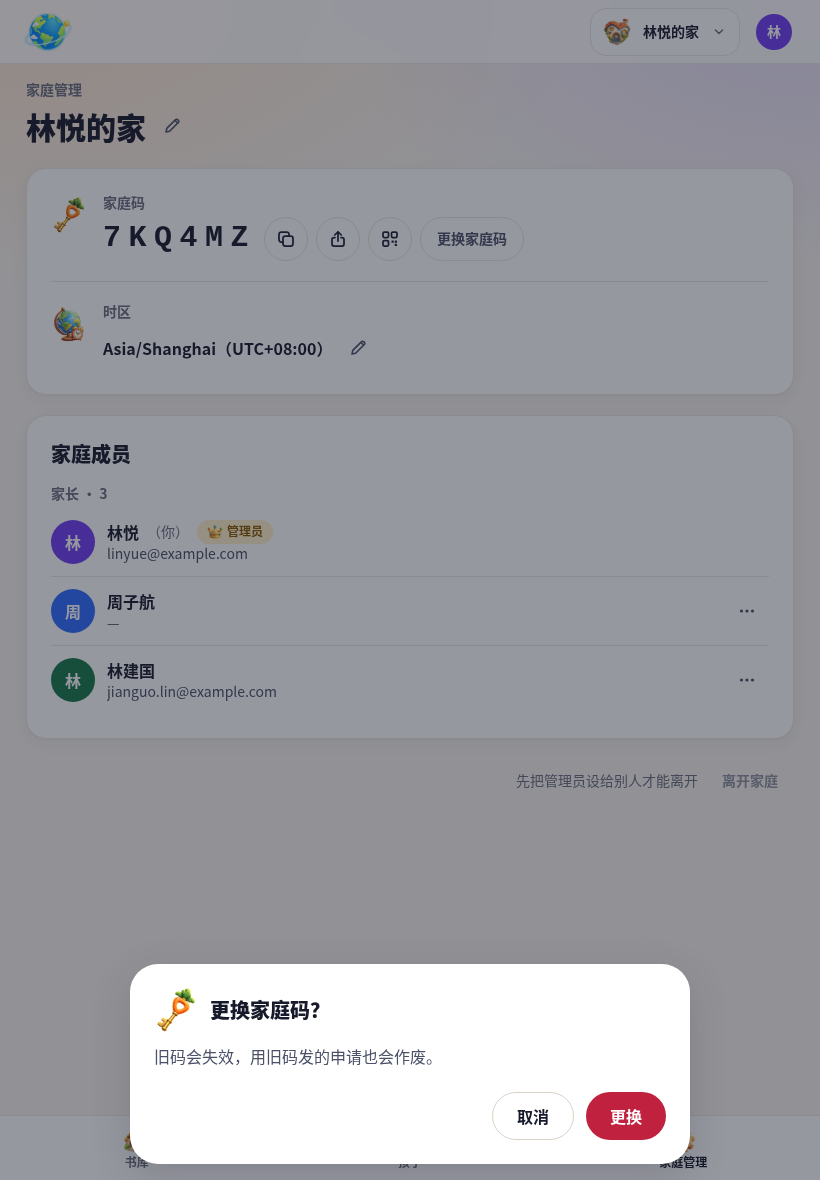 林悦的家
林
家庭管理
林悦的家
家庭码
7KQ4MZ
更换家庭码
时区
Asia/Shanghai（UTC+08:00）
家庭成员
家长 · 3
林
林悦 （你） 管理员
linyue@example.com
周
周子航
—
林
林建国
jianguo.lin@example.com
先把管理员设给别人才能离开 离开家庭
更换家庭码?
旧码会失效，用旧码发的申请也会作废。
取消 更换
书库 家庭管理